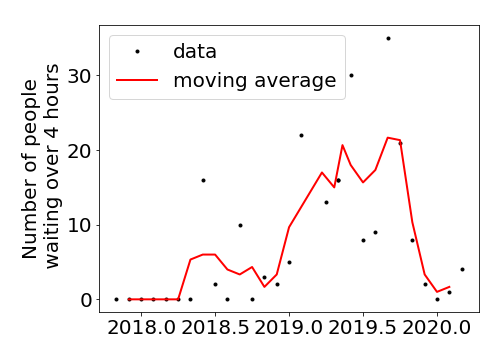 data
moving average
Number of people
waiting over 4 hours
30
20
10
0
2018.0 2018.5 2019.0 2019.5 2020.0